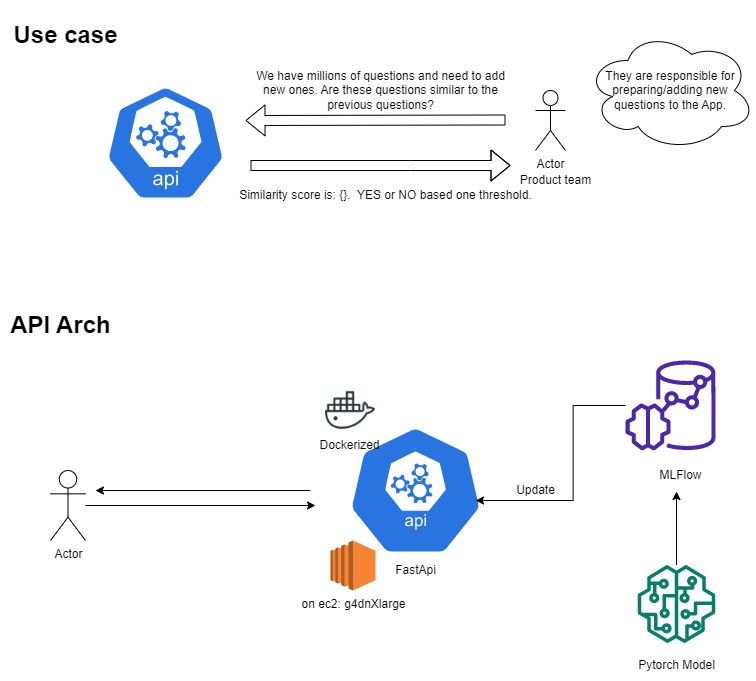 Use case
We have millions of questions and need to add
new ones. Are these questions similar to the
previous questions?
They are responsible for
preparing/adding new
questions to the App.
api
Actor
Product team
Similarity score is: {}. YES or NO based one threshold.
API Arch
Dockerized
api
Update
MLFlow
Actor
FastApi
on ec2: g4dnXlarge
Pytorch Model